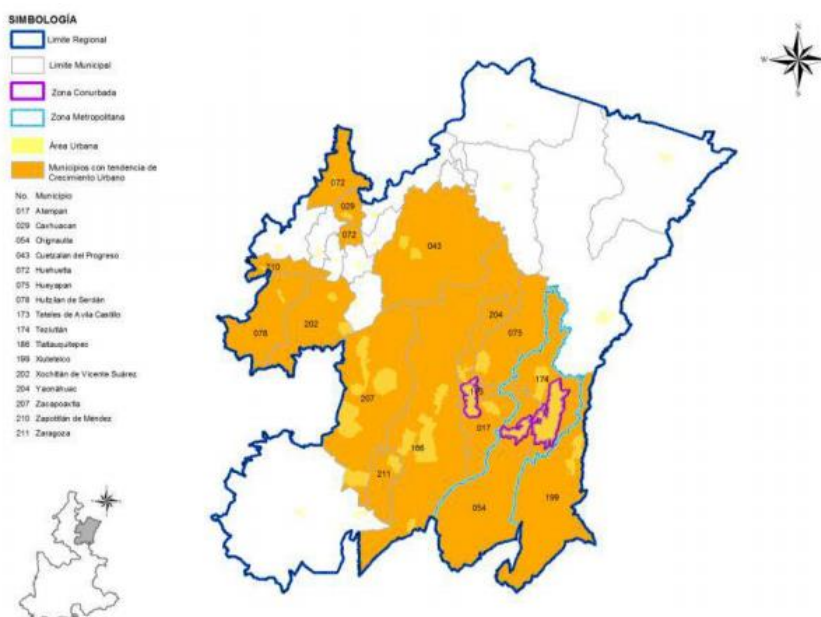 SIMBOLOGÍA
Límite Regional
Límite Municipal
Zona Conurbada
Zona Metropolitana
Área Urbana
Municipios con tendencia de
Crecimiento Urbano
No. Municipio
017 Atempan
029 Caxhuacan
054 Chignautla
043 Cuetzalan del Progreso
072 Huehuetla
075 Hueyapan
078 Huitzilan de Serdán
173 Teteles de Avila Castillo
174 Teziutlán
186 Tlatlauquitepec
199 Xiutetelco
202 Xochitlán de Vicente Suárez
204 Yaonáhuac
207 Zacapoaxtla
210 Zapotitlán de Méndez
211 Zaragoza
N
W
E
S
072
029
072
043
210
078
202
204
075
207
174
017
186
211
054
199